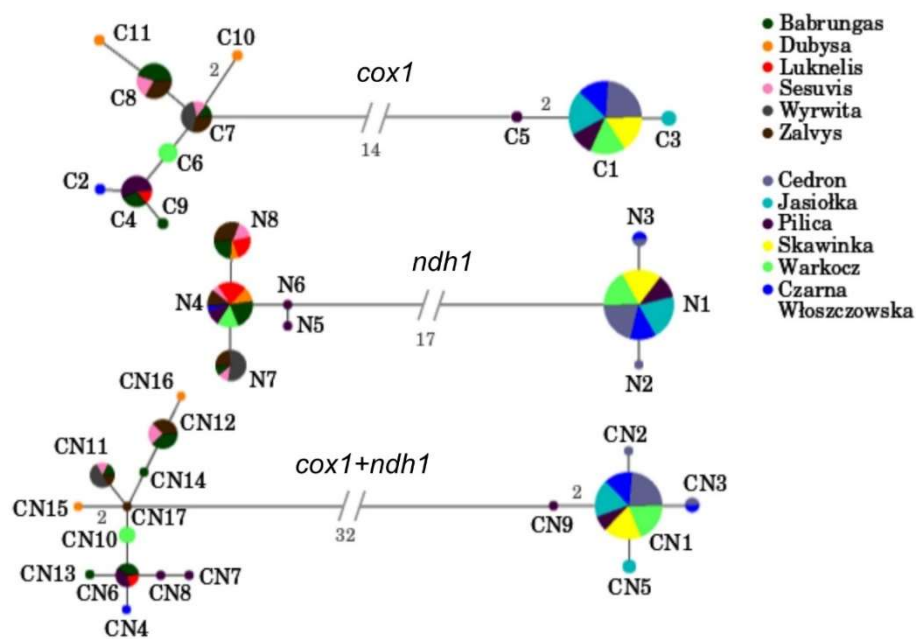 C11
C10
2
cox1
C8
C7
14
C5
2
C1
C3
C6
C2
C4
C9
N8
ndh1
N3
N4
N6
N5
17
N1
N7
N2
CN16
CN12
CN11
CN14
cox1+ndh1
CN2
CN3
CN15
2
CN17
32
CN9
2
CN1
CN10
CN5
CN13
CN6
CN8
CN7
CN4
Babrungas
Dubysa
Luknelis
Sesuvis
Wyrwita
Zalvys
Cedron
Jasiołka
Pilica
Skawinka
Warkocz
Czarna
Włoszczowska